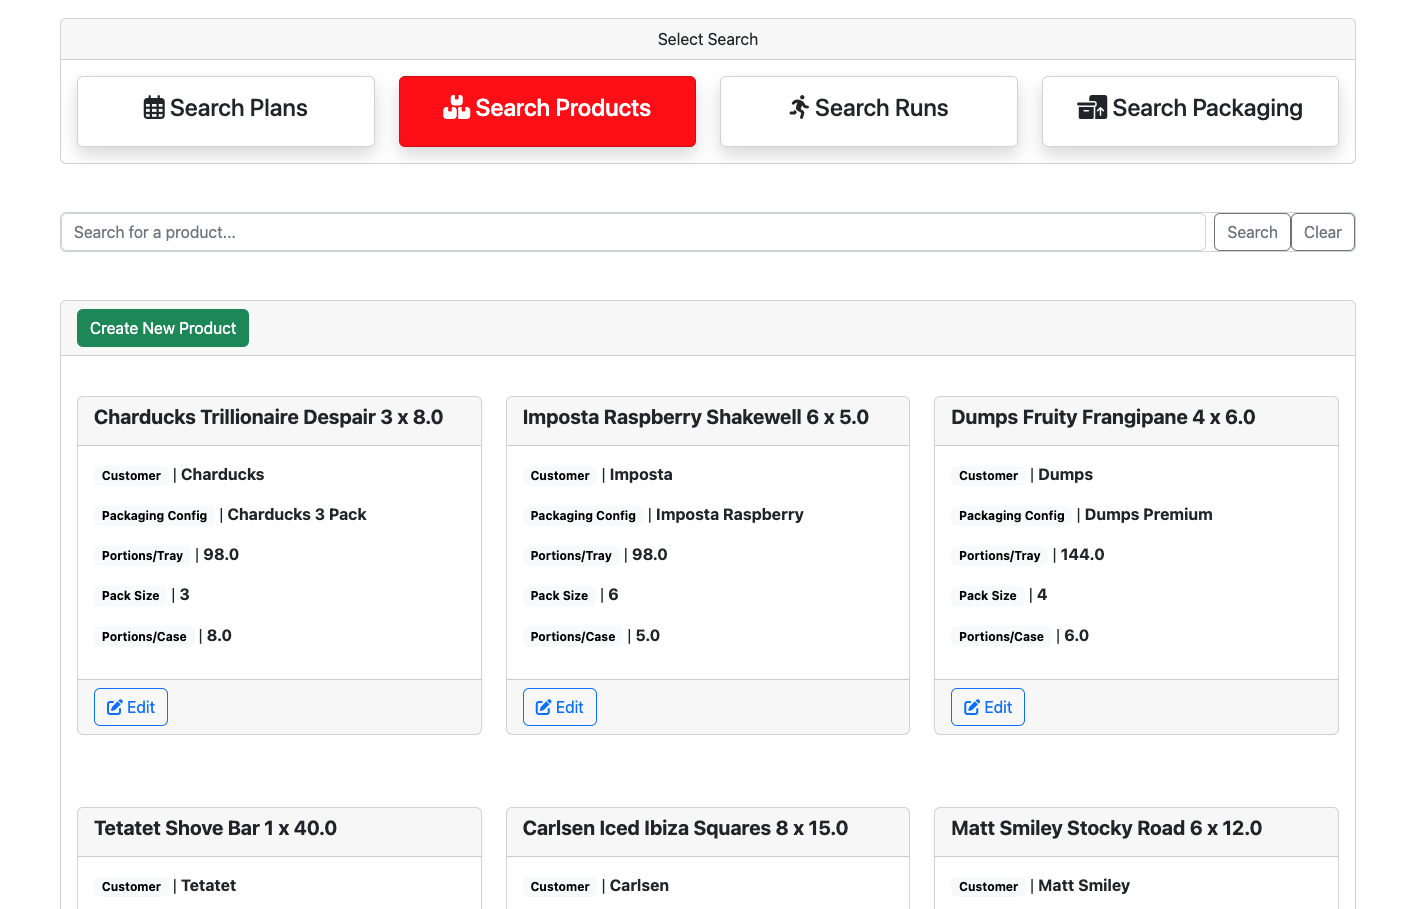 Select Search
Search Plans
Search Products
Search Runs
Search Packaging
Search for a product...
Search
Clear
Create New Product
Charducks Trillionaire Despair 3 x 8.0
Customer | Charducks
Packaging Config | Charducks 3 Pack
Portions/Tray | 98.0
Pack Size | 3
Portions/Case | 8.0
Edit
Imposta Raspberry Shakewell 6 x 5.0
Customer | Imposta
Packaging Config | Imposta Raspberry
Portions/Tray | 98.0
Pack Size | 6
Portions/Case | 5.0
Edit
Dumps Fruity Frangipane 4 x 6.0
Customer | Dumps
Packaging Config | Dumps Premium
Portions/Tray | 144.0
Pack Size | 4
Portions/Case | 6.0
Edit
Tetatet Shove Bar 1 x 40.0
Customer | Tetatet
Carlsen Iced Ibiza Squares 8 x 15.0
Customer | Carlsen
Matt Smiley Stocky Road 6 x 12.0
Customer | Matt Smiley